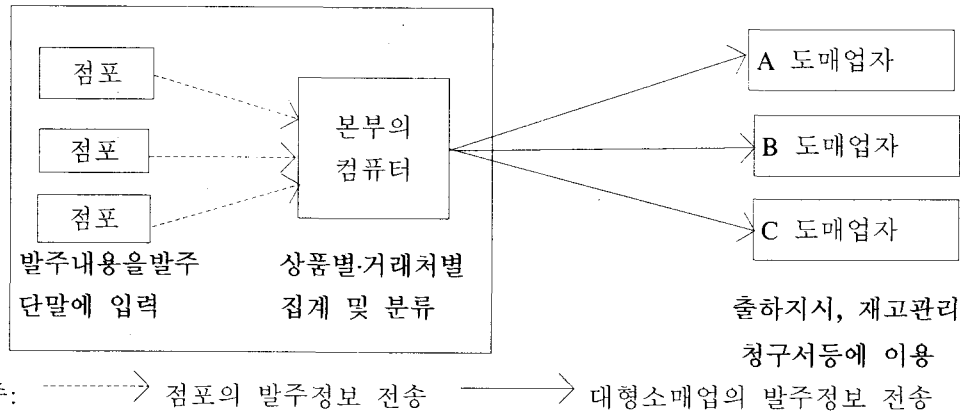 점포
점포
점포
본부의
컴퓨터
A 도매업자
B 도매업자
C 도매업자
발주내용을발주
단말에 입력
상품별·거래처별
집계 및 분류
출하지시, 재고관리
청구서등에 이용
주: 점포의 발주정보 전송 대형소매업의 발주정보 전송